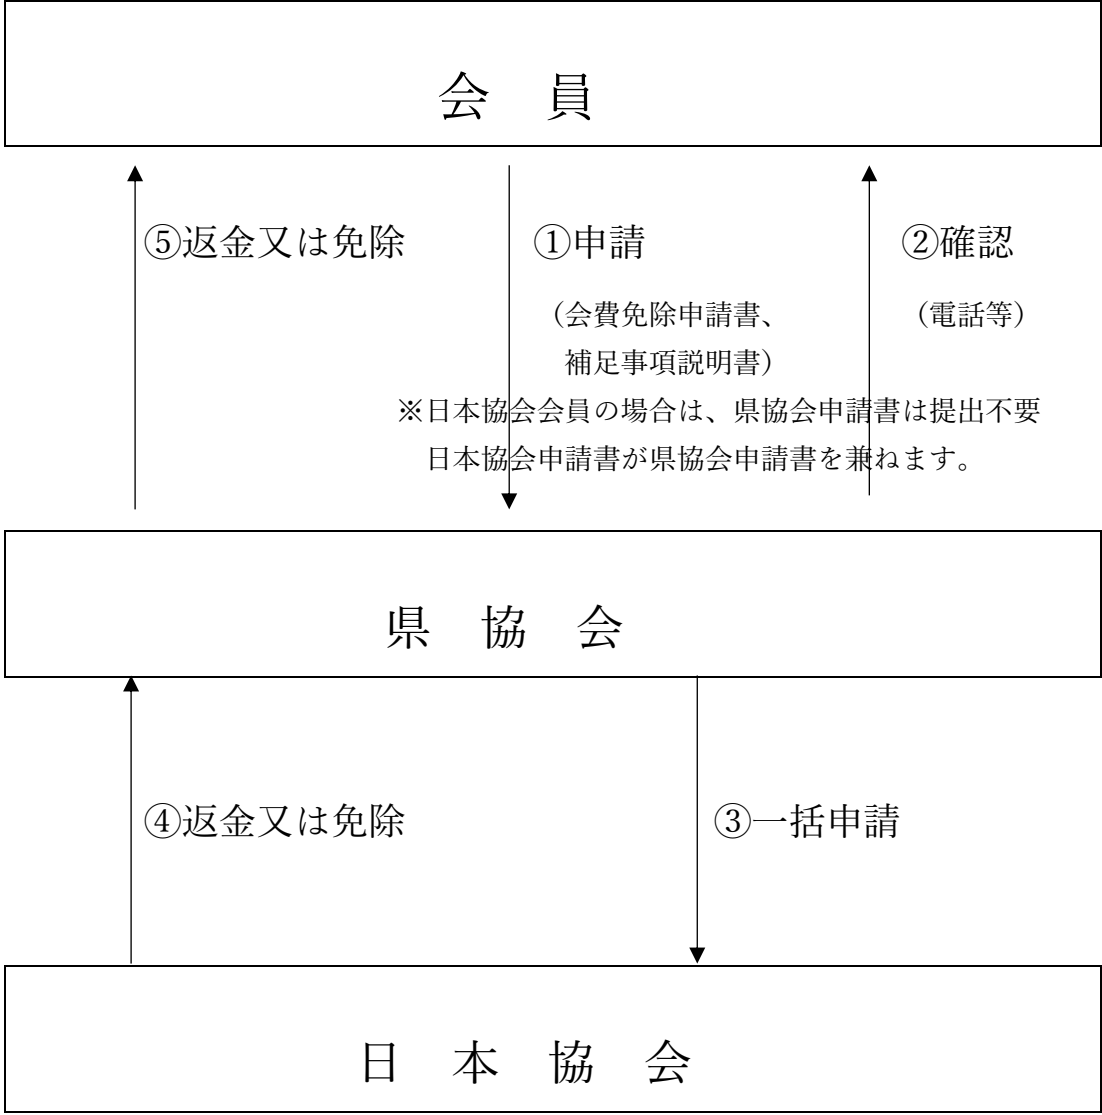 会　員
⑤返金又は免除
①申請
②確認
（会費免除申請書、
補足事項説明書）
（電話等）
※日本協会会員の場合は、県協会申請書は提出不要
日本協会申請書が県協会申請書を兼ねます。
県　協　会
④返金又は免除
③一括申請
日　本　協　会